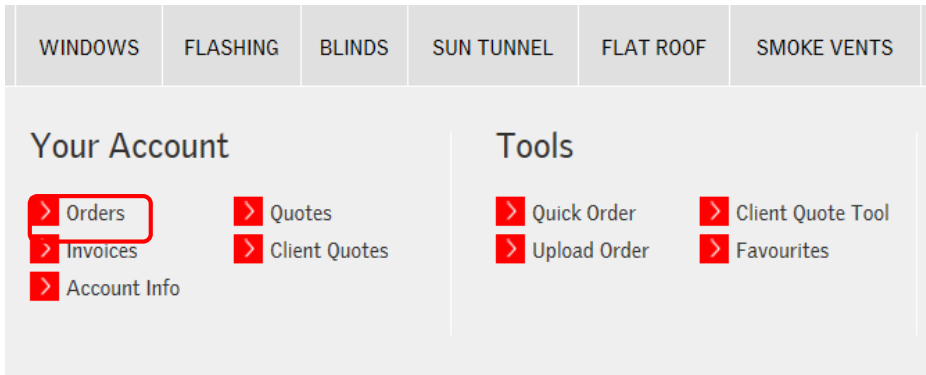 WINDOWS FLASHING BLINDS SUN TUNNEL FLAT ROOF SMOKE VENTS
Your Account
Orders Quotes
Invoices Client Quotes
Account Info
Tools
Quick Order Client Quote Tool
Upload Order Favourites